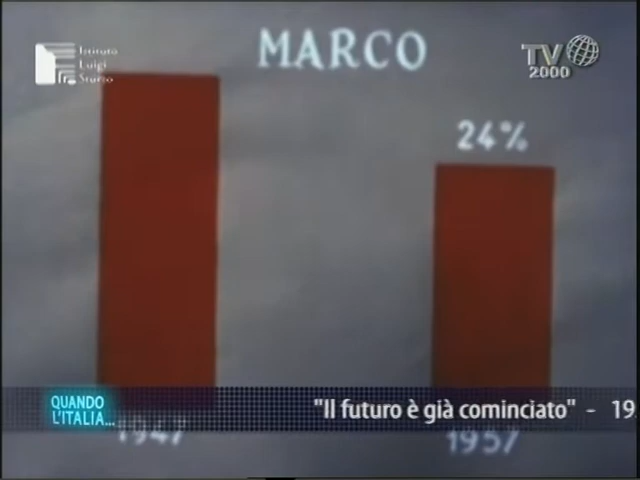 Istituto
Luigi
Sturzo
MARCO
TV
2000
24%
QUANDO
L'ITALIA...
"Il futuro è già cominciato" - 19
1947
1957